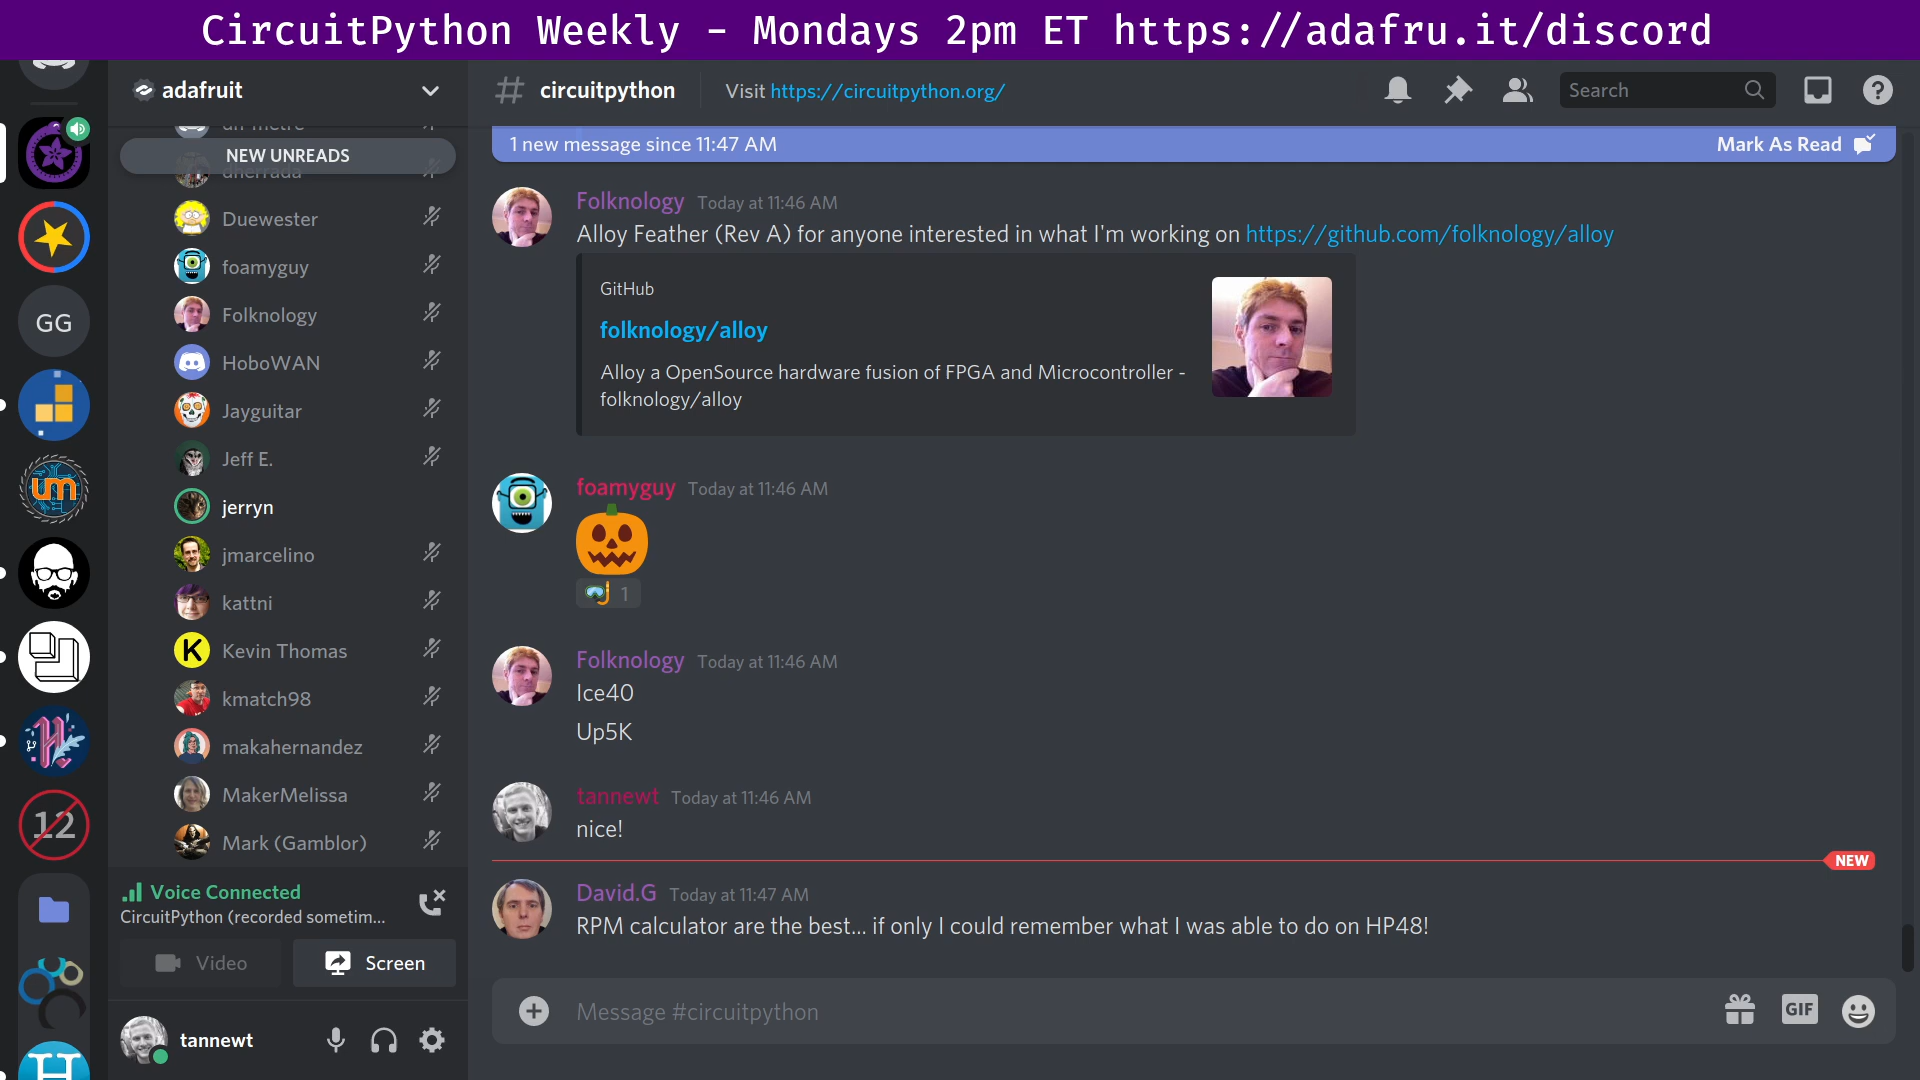 CircuitPython Weekly – Mondays 2pm ET https://adafru.it/discord
adafruit
NEW UNREADS
dherrada
Duewester
foamyguy
Folknology
GG
HoboWAN
Jayguitar
Jeff E.
um
jerryn
jmarcelino
kattni
K
Kevin Thomas
kmatch98
makahernandez
MakerMelissa
12
Mark (Gamblor)
Voice Connected
CircuitPython (recorded sometim...
Video
Screen
H
tannewt
# circuitpython
Visit https://circuitpython.org/
Search
1 new message since 11:47 AM
Mark As Read
Folknology Today at 11:46 AM
Alloy Feather (Rev A) for anyone interested in what I'm working on https://github.com/folknology/alloy
GitHub
folknology/alloy
Alloy a OpenSource hardware fusion of FPGA and Microcontroller -
folknology/alloy
foamyguy Today at 11:46 AM
1
Folknology Today at 11:46 AM
Ice40
Up5K
tannewt Today at 11:46 AM
nice!
NEW
David.G Today at 11:47 AM
RPM calculator are the best... if only I could remember what I was able to do on HP48!
Message #circuitpython
GIF